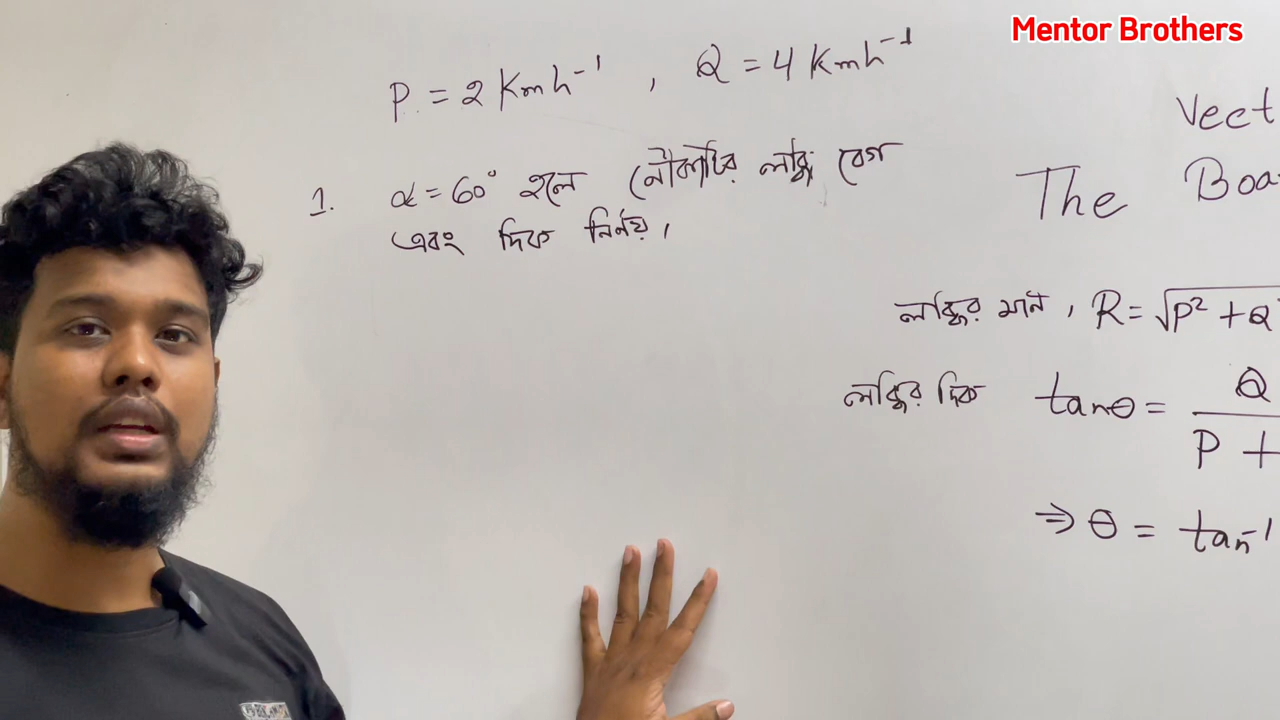 Mentor Brothers
P. = 2 Kmh⁻¹ , Q = 4 Kmh⁻¹
1. α = 60° হলে নৌকাটির লব্ধি বেগ
এবং দিক নির্ণয়।
Vect
The Boa
লব্ধির মান, R = √P² + Q
লব্ধির দিক tanθ = Q / P +
⇒ θ = tan⁻¹